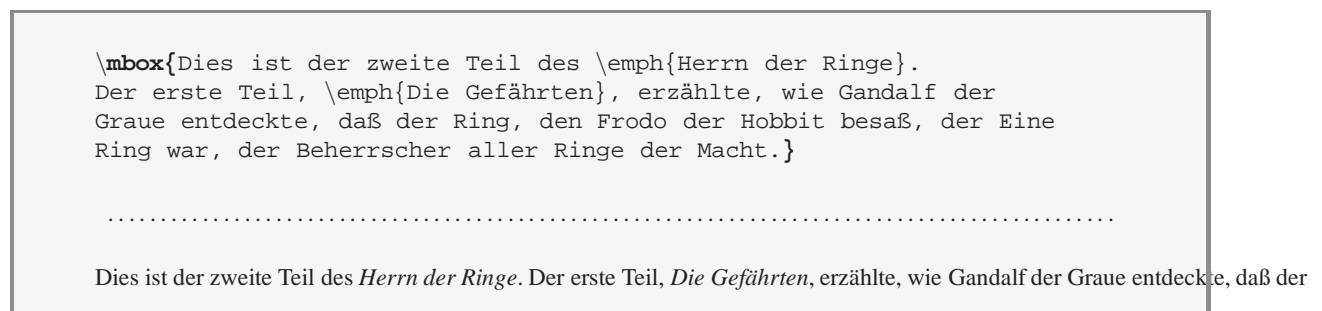 \mbox{Dies ist der zweite Teil des \emph{Herrn der Ringe}.
Der erste Teil, \emph{Die Gefährten}, erzählte, wie Gandalf der
Graue entdeckte, daß der Ring, den Frodo der Hobbit besaß, der Eine
Ring war, der Beherrscher aller Ringe der Macht.}
Dies ist der zweite Teil des Herrn der Ringe. Der erste Teil, Die Gefährten, erzählte, wie Gandalf der Graue entdeckte, daß der